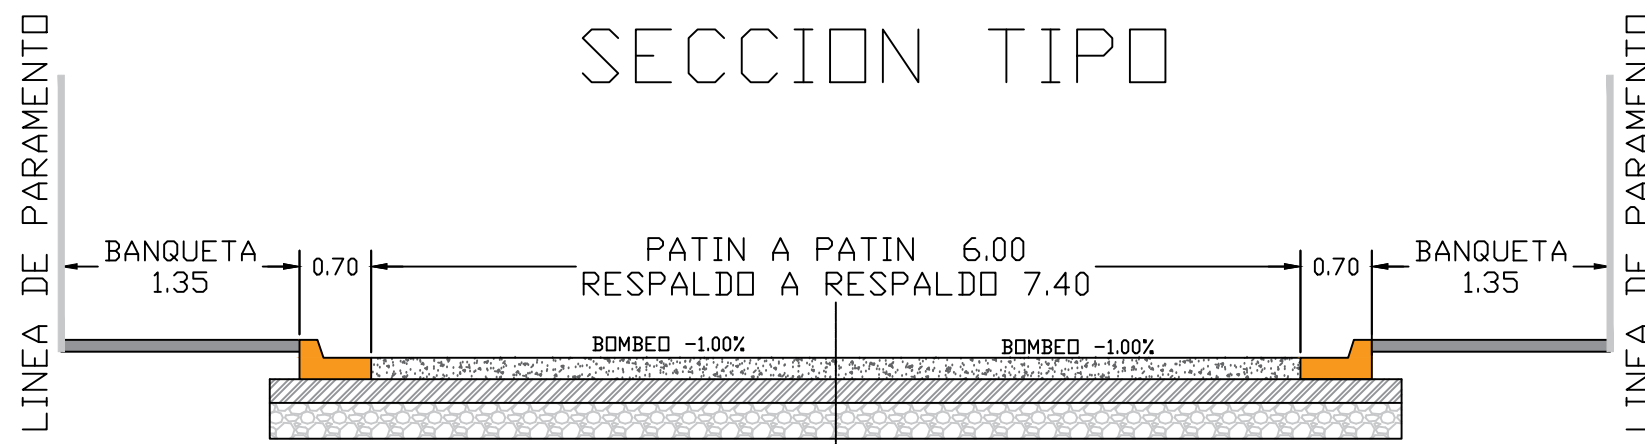 SECCION TIPO
LINEA DE PARAMENTO
BANQUETA
1.35
0.70
PATIN A PATIN 6.00
RESPALDO A RESPALDO 7.40
0.70
BANQUETA
1.35
LINEA DE PARAMENTO
BOMBEO -1.00%
BOMBEO -1.00%